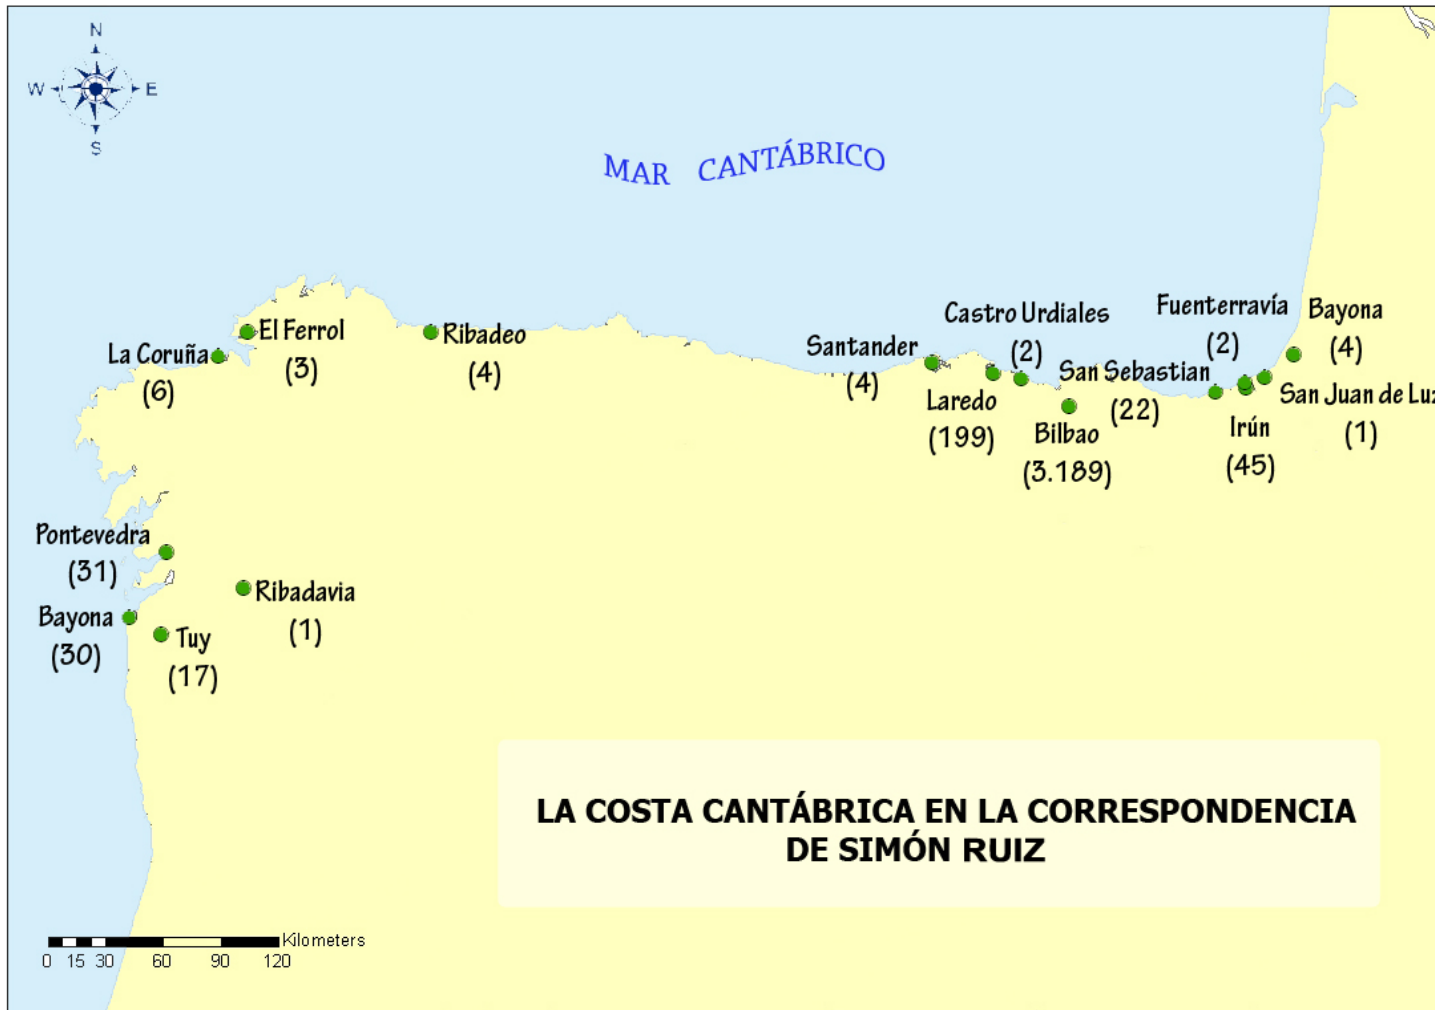 N
W E
S
MAR CANTÁBRICO
El Ferrol
(3)
La Coruña
(6)
Ribadeo
(4)
Santander
(4)
Castro Urdiales
(2)
Laredo
(199)
Bilbao
(3.189)
San Sebastian
(22)
Fuenterravía
(2)
Irún
(45)
Bayona
(4)
San Juan de Luz
(1)
Pontevedra
(31)
Ribadavia
(1)
Bayona
(30)
Tuy
(17)
LA COSTA CANTÁBRICA EN LA CORRESPONDENCIA
DE SIMÓN RUIZ
Kilometers
0 15 30 60 90 120